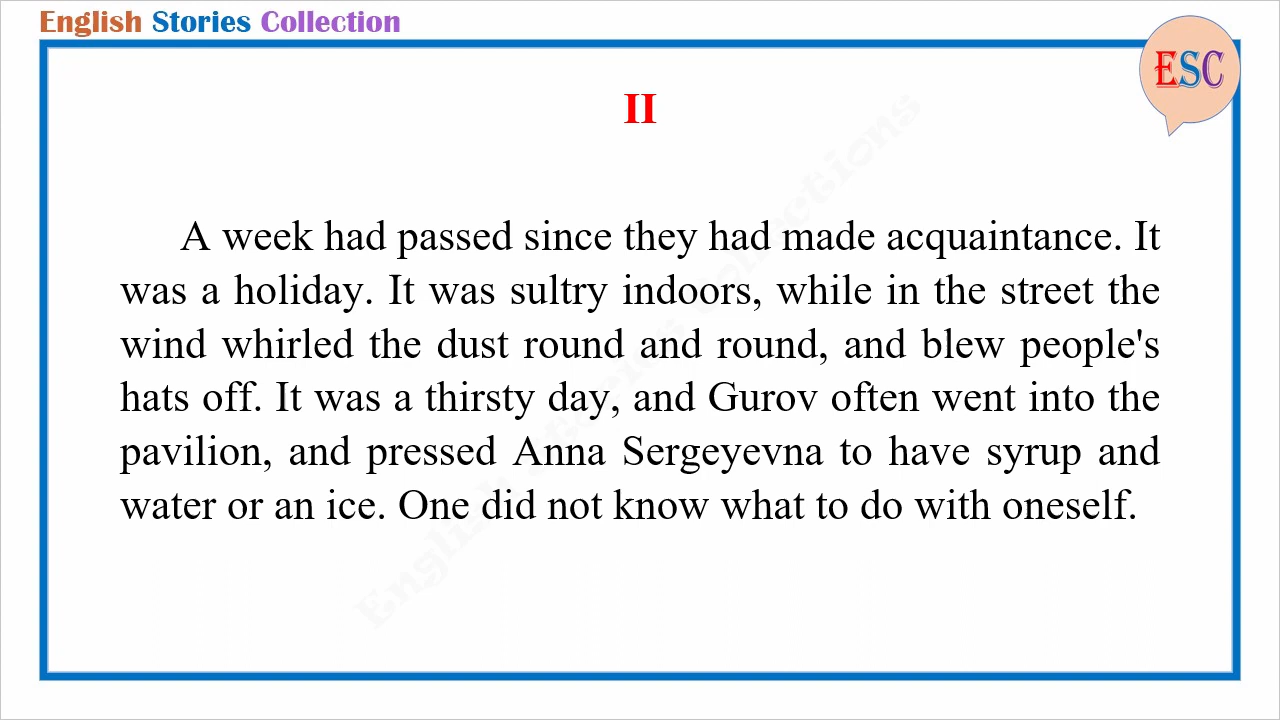 English Stories Collection
ESC
II
A week had passed since they had made acquaintance. It
was a holiday. It was sultry indoors, while in the street the
wind whirled the dust round and round, and blew people's
hats off. It was a thirsty day, and Gurov often went into the
pavilion, and pressed Anna Sergeyevna to have syrup and
water or an ice. One did not know what to do with oneself.